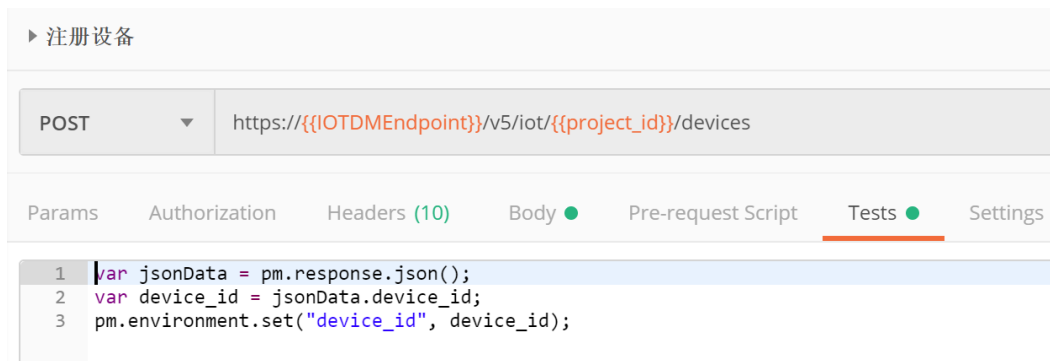 注册设备
POST https://{{IOTDMEndpoint}}/v5/iot/{{project_id}}/devices
Params Authorization Headers (10) Body Pre-request Script Tests Settings
1 var jsonData = pm.response.json();
2 var device_id = jsonData.device_id;
3 pm.environment.set("device_id", device_id);